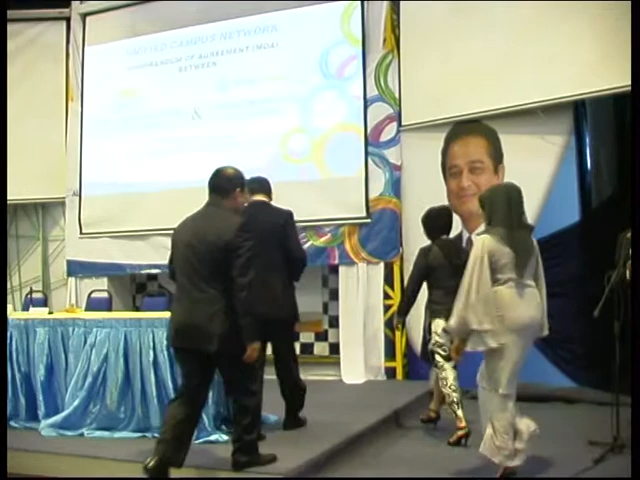 UNIFIED CAMPUS NETWORK
MEMORANDUM OF AGREEMENT (MOA)
BETWEEN
&